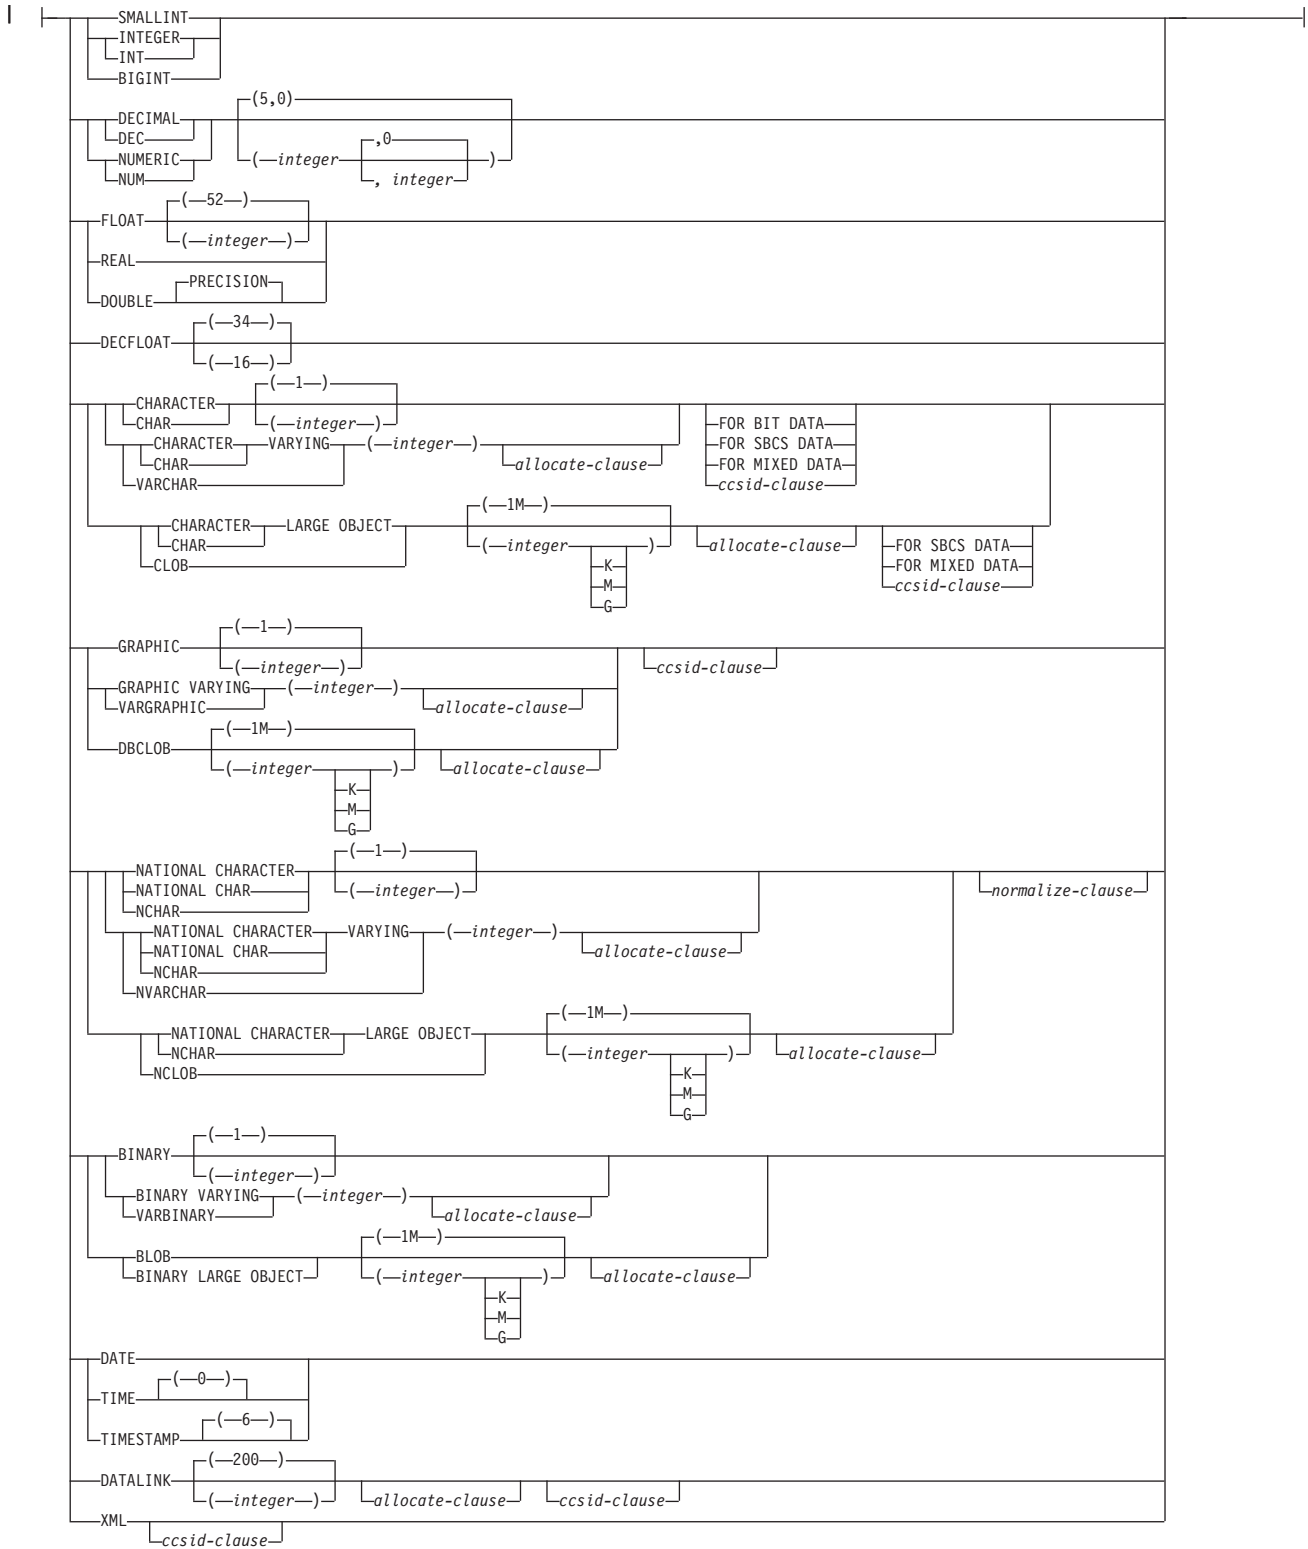 SMALLINT
INTEGER
INT
BIGINT
(5,0)
DECIMAL
DEC ,0
NUMERIC ( integer )
NUM , integer
( 52 )
FLOAT
( integer )
REAL
PRECISION
DOUBLE
( 34 )
DECFLOAT
( 16 )
( 1 )
CHARACTER
CHAR ( integer ) FOR BIT DATA
CHARACTER VARYING ( integer ) FOR SBCS DATA
CHAR allocate-clause FOR MIXED DATA
VARCHAR ccsid-clause
( 1M )
CHARACTER LARGE OBJECT
CHAR ( integer ) allocate-clause FOR SBCS DATA
CLOB K FOR MIXED DATA
M ccsid-clause
G
( 1 )
GRAPHIC
( integer ) ccsid-clause
GRAPHIC VARYING ( integer )
VARGRAPHIC allocate-clause
( 1M )
DBCLOB
( integer ) allocate-clause
K
M
G
( 1 )
NATIONAL CHARACTER
NATIONAL CHAR ( integer ) normalize-clause
NCHAR
NATIONAL CHARACTER VARYING ( integer )
NATIONAL CHAR allocate-clause
NCHAR
NVARCHAR
( 1M )
NATIONAL CHARACTER LARGE OBJECT
NCHAR ( integer ) allocate-clause
NCLOB K
M
G
( 1 )
BINARY
( integer )
BINARY VARYING ( integer )
VARBINARY allocate-clause
( 1M )
BLOB
BINARY LARGE OBJECT ( integer ) allocate-clause
K
M
G
DATE
( 0 )
TIME
( 6 )
TIMESTAMP
( 200 )
DATALINK
( integer ) allocate-clause ccsid-clause
XML
ccsid-clause